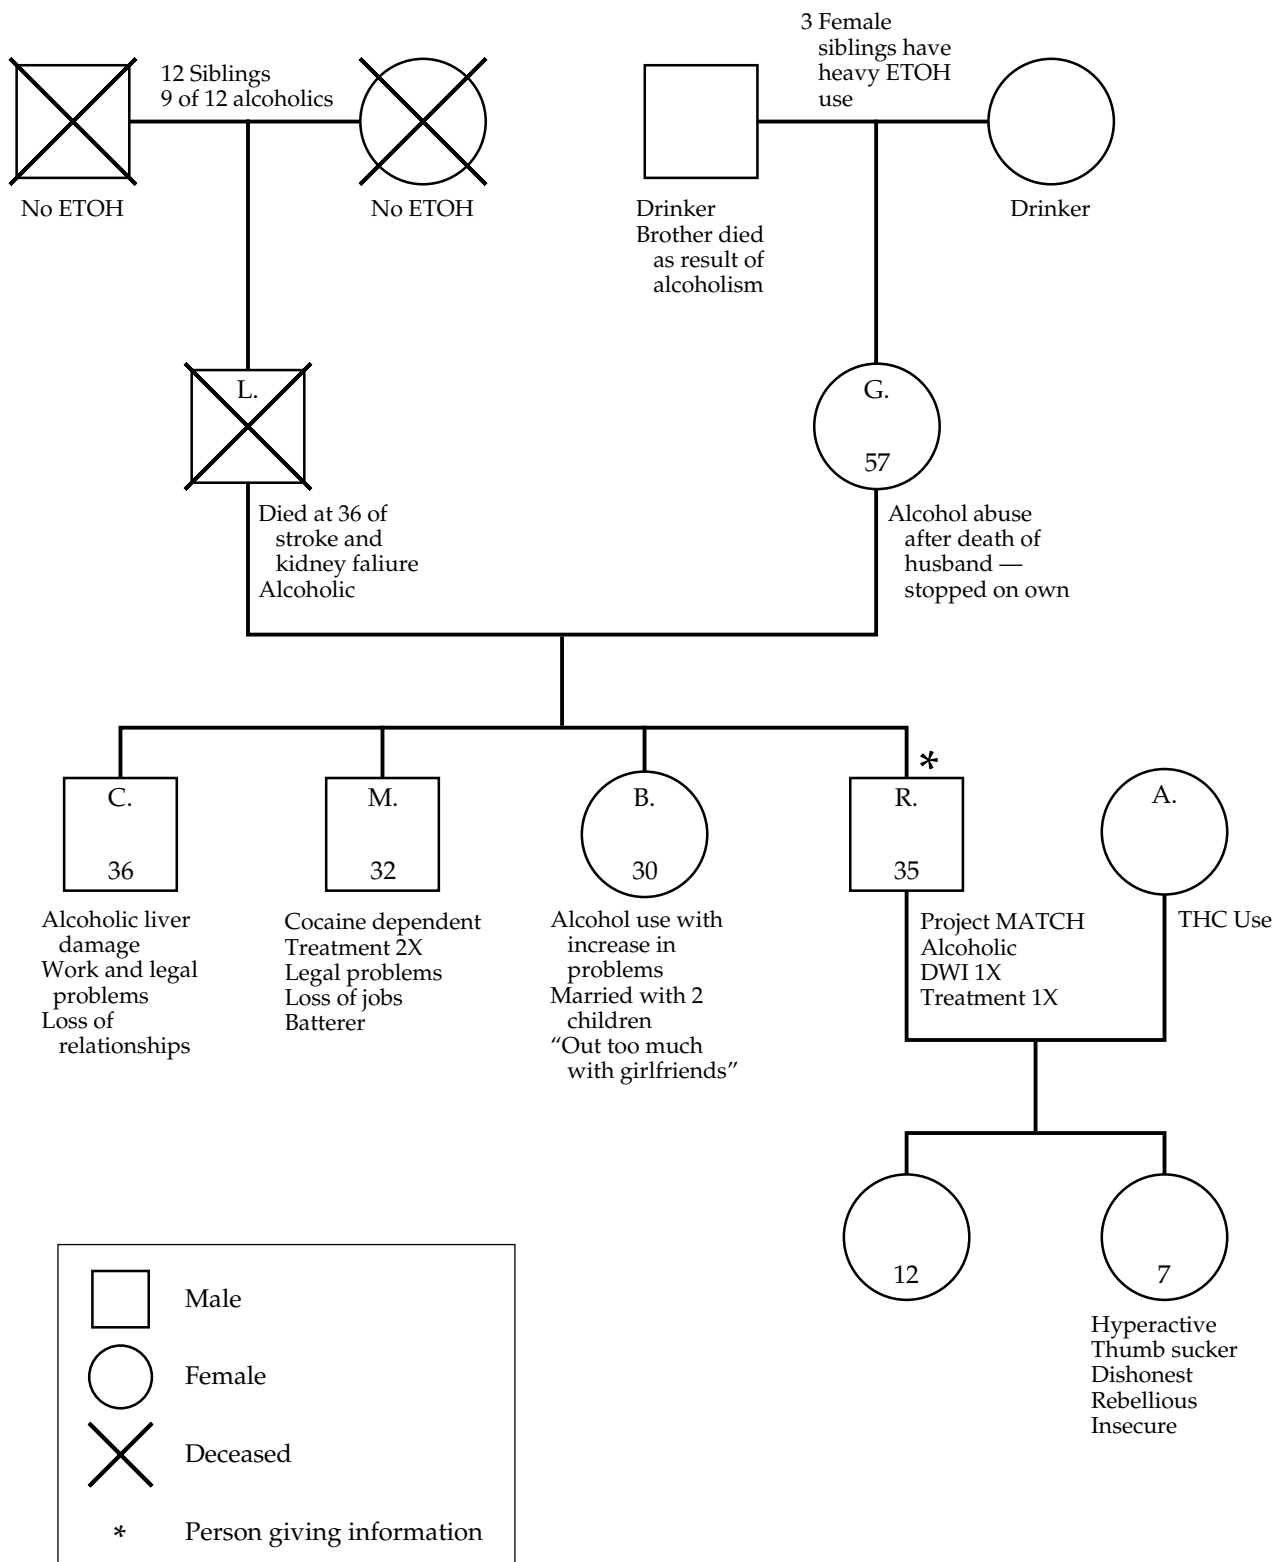 3 Female
siblings have
heavy ETOH
use
12 Siblings
9 of 12 alcoholics
No ETOH
No ETOH
Drinker
Brother died
as result of
alcoholism
Drinker
L.
G.
57
Died at 36 of
stroke and
kidney faliure
Alcoholic
Alcohol abuse
after death of
husband —
stopped on own
*
C.
36
M.
32
B.
30
R.
35
A.
Alcoholic liver
damage
Work and legal
problems
Loss of
relationships
Cocaine dependent
Treatment 2X
Legal problems
Loss of jobs
Batterer
Alcohol use with
increase in
problems
Married with 2
children
“Out too much
with girlfriends”
Project MATCH
Alcoholic
DWI 1X
Treatment 1X
THC Use
12
7
Hyperactive
Thumb sucker
Dishonest
Rebellious
Insecure
Male
Female
Deceased
* Person giving information